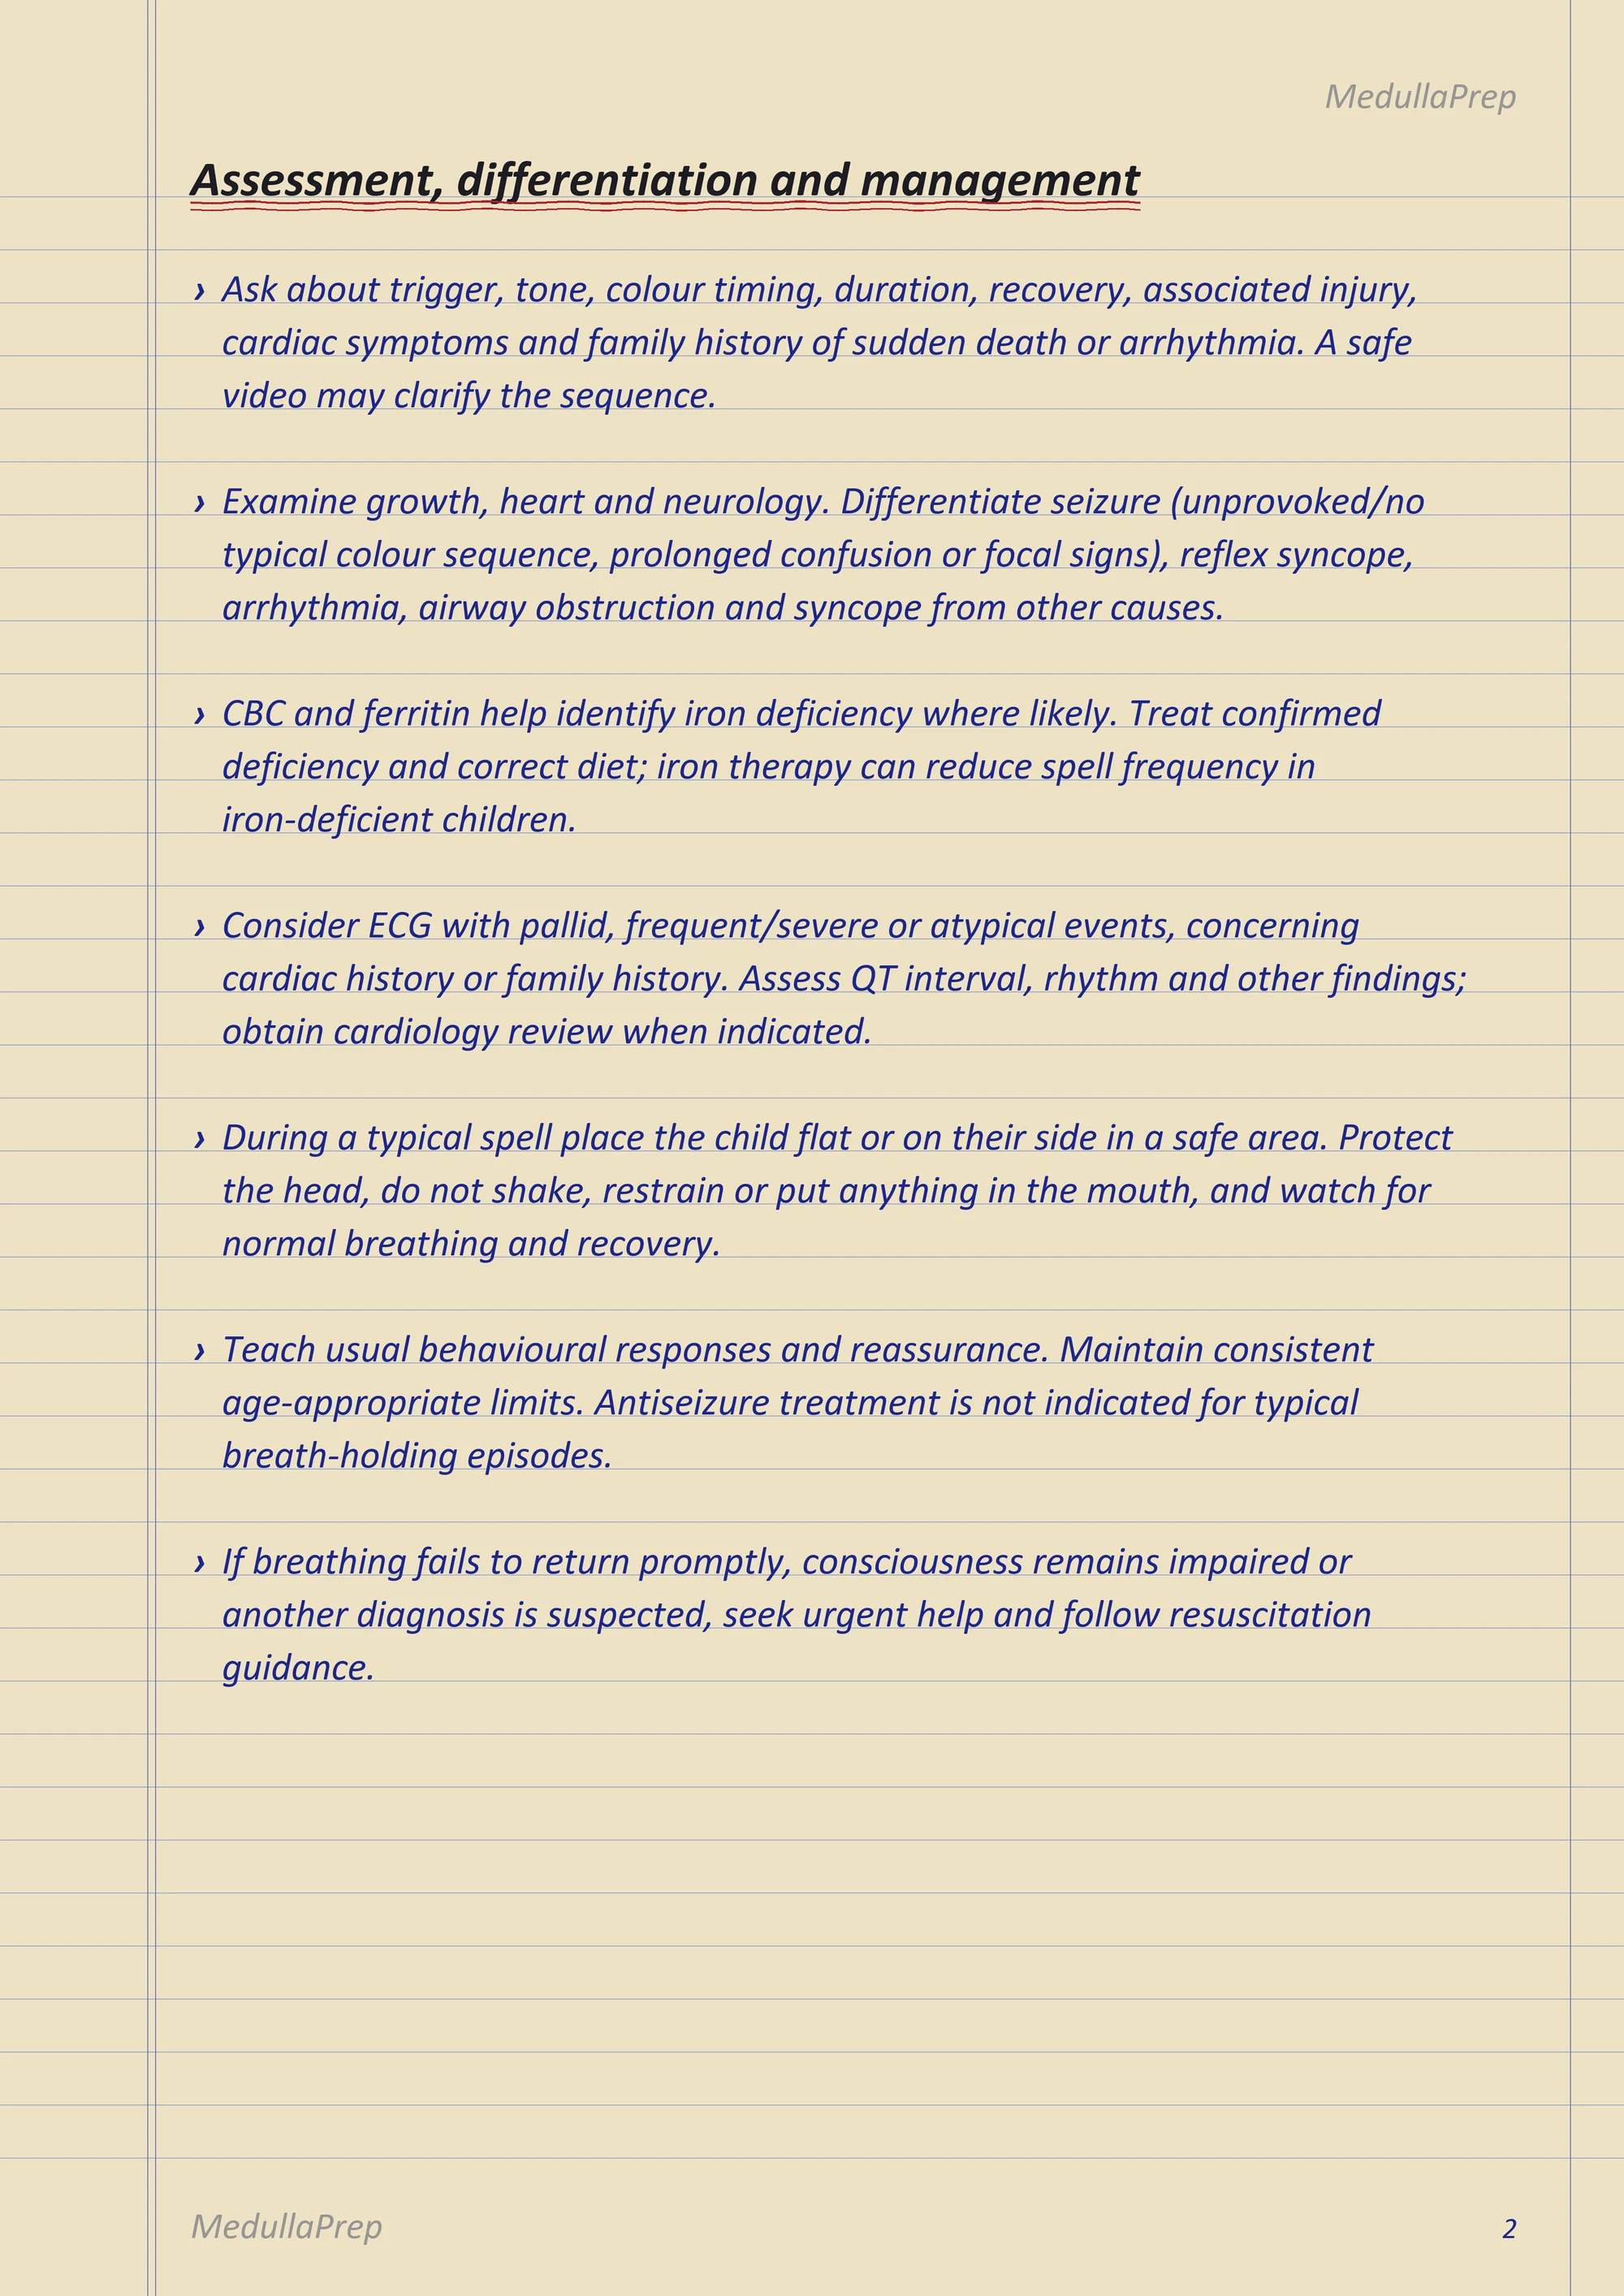 MedullaPrep
Assessment, differentiation and management
› Ask about trigger, tone, colour timing, duration, recovery, associated injury,
cardiac symptoms and family history of sudden death or arrhythmia. A safe
video may clarify the sequence.
› Examine growth, heart and neurology. Differentiate seizure (unprovoked/no
typical colour sequence, prolonged confusion or focal signs), reflex syncope,
arrhythmia, airway obstruction and syncope from other causes.
› CBC and ferritin help identify iron deficiency where likely. Treat confirmed
deficiency and correct diet; iron therapy can reduce spell frequency in
iron-deficient children.
› Consider ECG with pallid, frequent/severe or atypical events, concerning
cardiac history or family history. Assess QT interval, rhythm and other findings;
obtain cardiology review when indicated.
› During a typical spell place the child flat or on their side in a safe area. Protect
the head, do not shake, restrain or put anything in the mouth, and watch for
normal breathing and recovery.
› Teach usual behavioural responses and reassurance. Maintain consistent
age-appropriate limits. Antiseizure treatment is not indicated for typical
breath-holding episodes.
› If breathing fails to return promptly, consciousness remains impaired or
another diagnosis is suspected, seek urgent help and follow resuscitation
guidance.
MedullaPrep
2